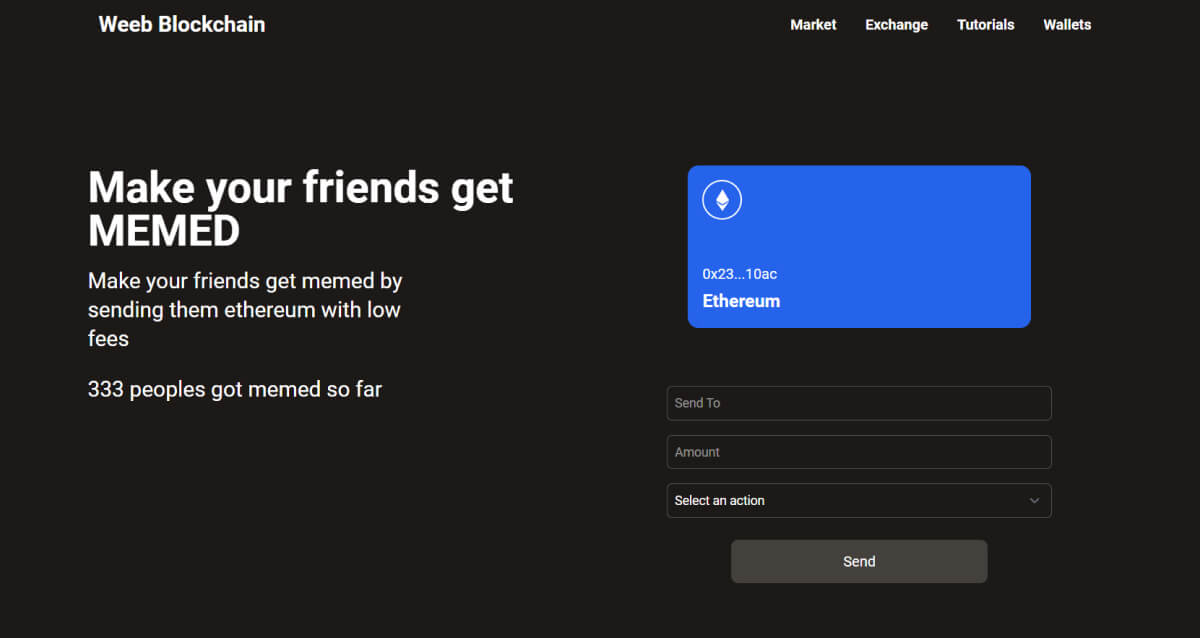 Weeb Blockchain
Market Exchange Tutorials Wallets
Make your friends get
MEMED
Make your friends get memed by
sending them ethereum with low
fees
333 peoples got memed so far
0x23...10ac
Ethereum
Send To
Amount
Select an action
Send